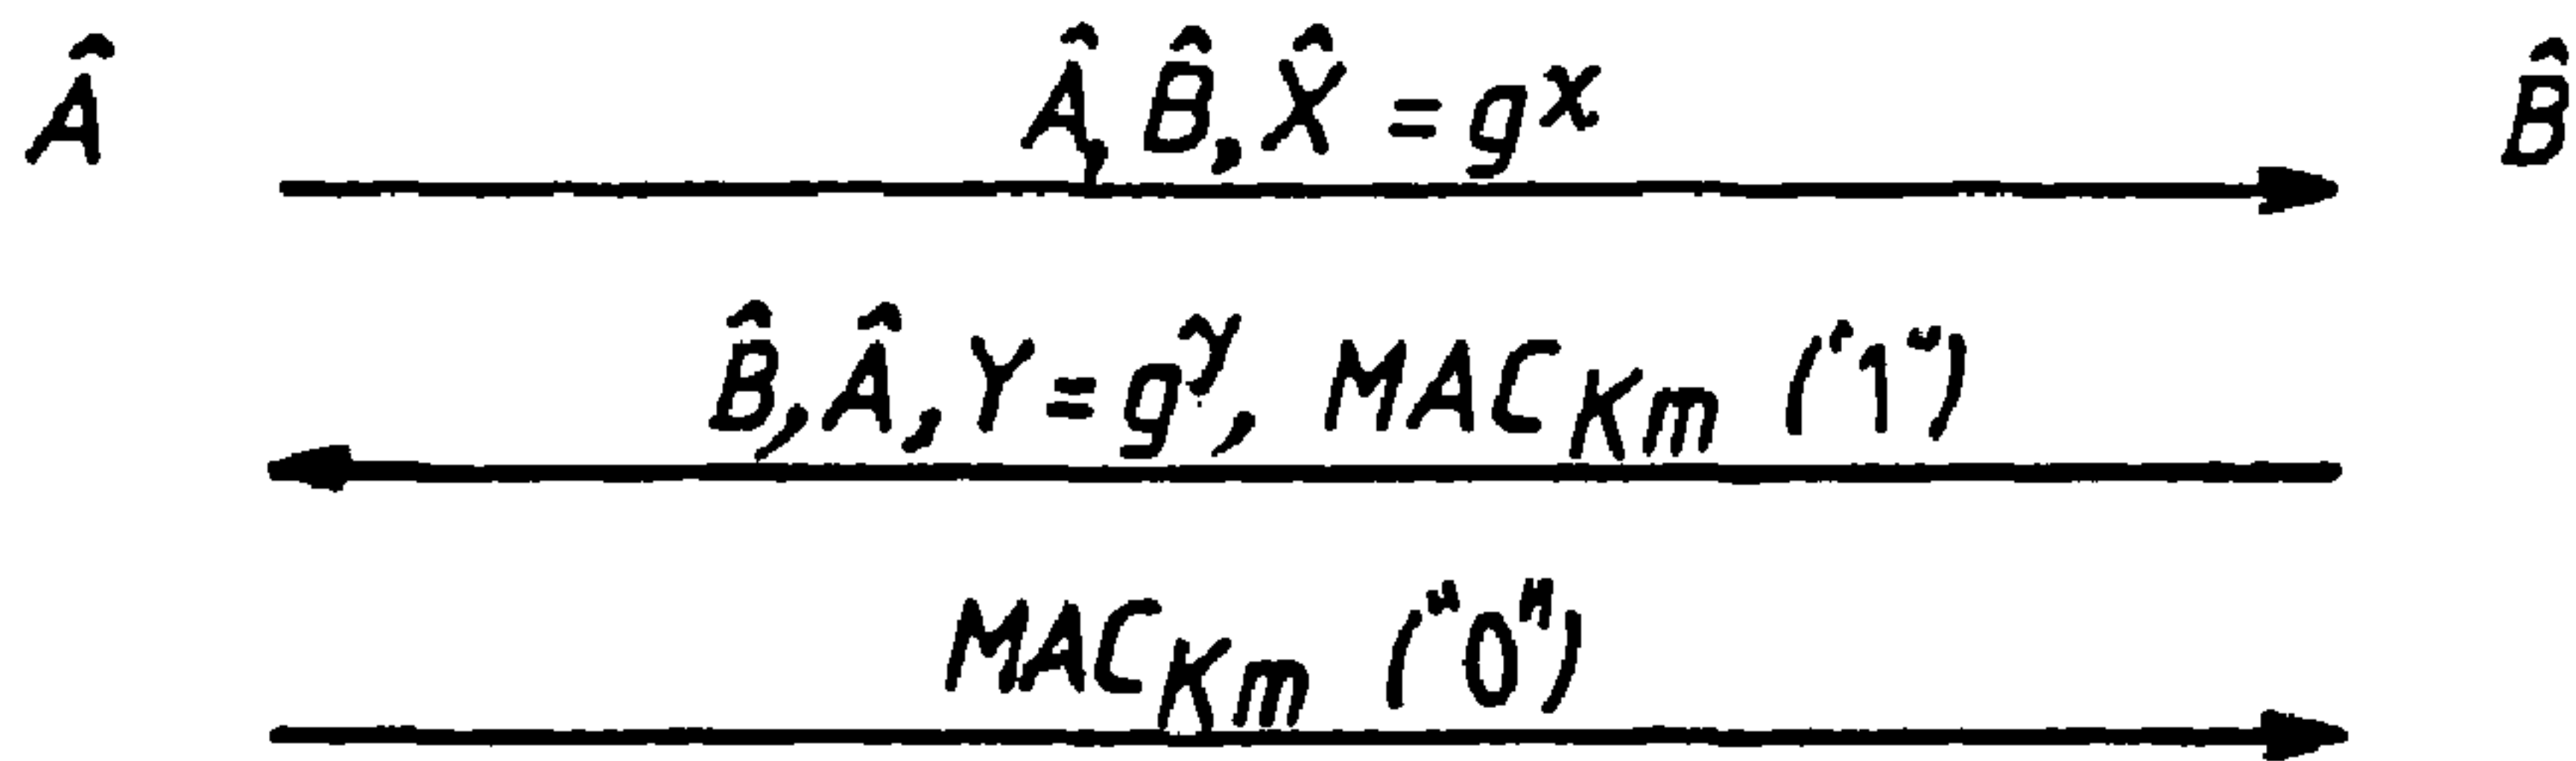 Â B̂
Â, B̂, X̂ = g^x
B̂, Â, Y = g^y, MAC_Km ("1")
MAC_Km ("0")